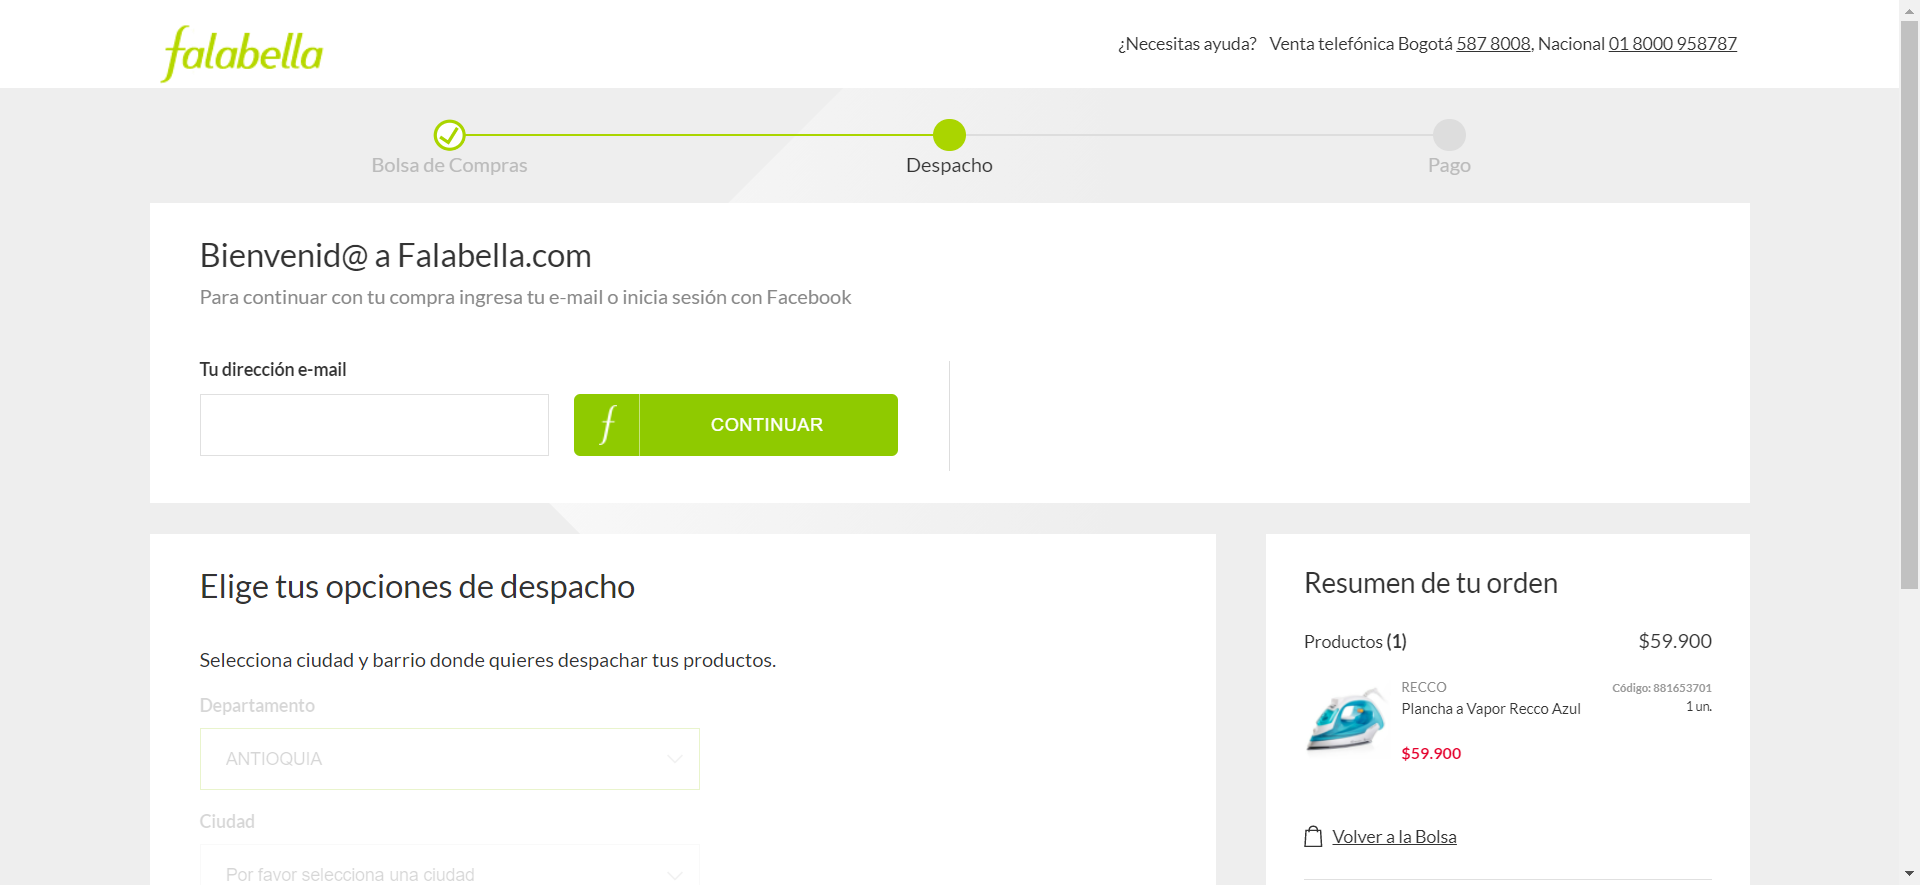 falabella
¿Necesitas ayuda? Venta telefónica Bogotá 587 8008, Nacional 01 8000 958787
Bolsa de Compras
Despacho
Pago
Bienvenid@ a Falabella.com
Para continuar con tu compra ingresa tu e-mail o inicia sesión con Facebook
Tu dirección e-mail
f CONTINUAR
Elige tus opciones de despacho
Selecciona ciudad y barrio donde quieres despachar tus productos.
Departamento
ANTIOQUIA
Ciudad
Por favor selecciona una ciudad
Resumen de tu orden
Productos (1) $59.900
RECCO Código: 881653701
Plancha a Vapor Recco Azul 1 un.
$59.900
Volver a la Bolsa